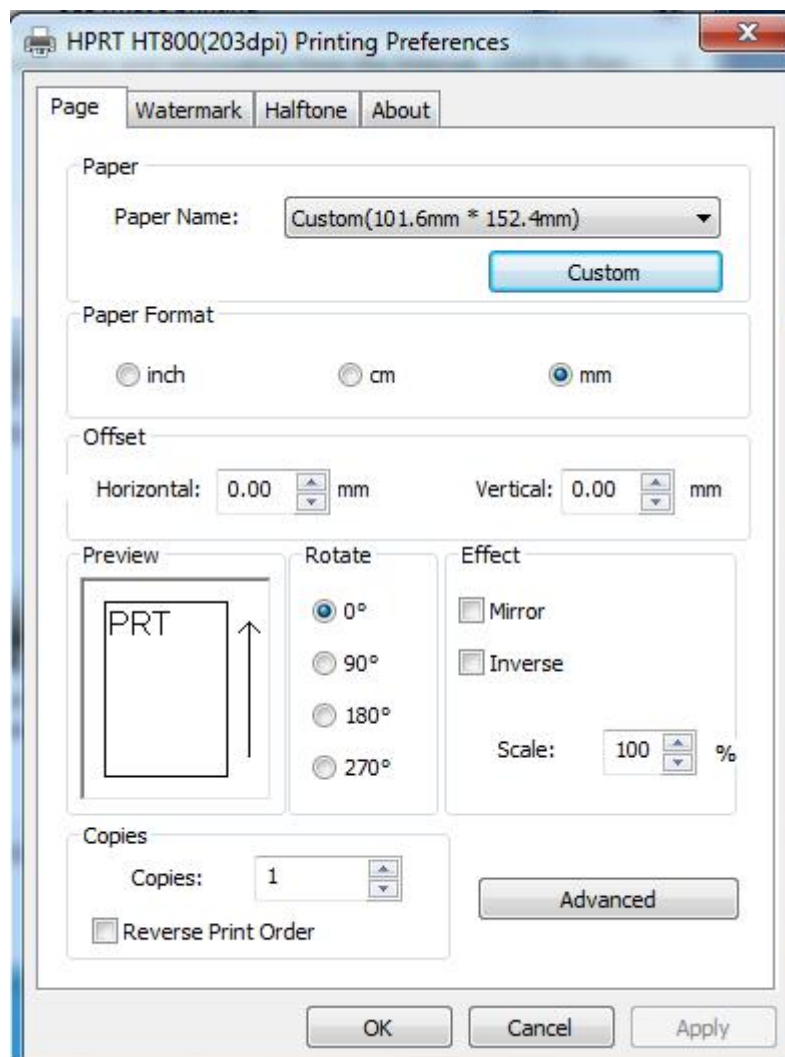 HPRT HT800(203dpi) Printing Preferences
Page Watermark Halftone About
Paper
Paper Name: Custom(101.6mm * 152.4mm)
Custom
Paper Format
inch cm mm
Offset
Horizontal: 0.00 mm Vertical: 0.00 mm
Preview Rotate Effect
PRT 0° Mirror
90° Inverse
180°
Scale: 100 %
270°
Copies
Copies: 1
Advanced
Reverse Print Order
OK Cancel Apply